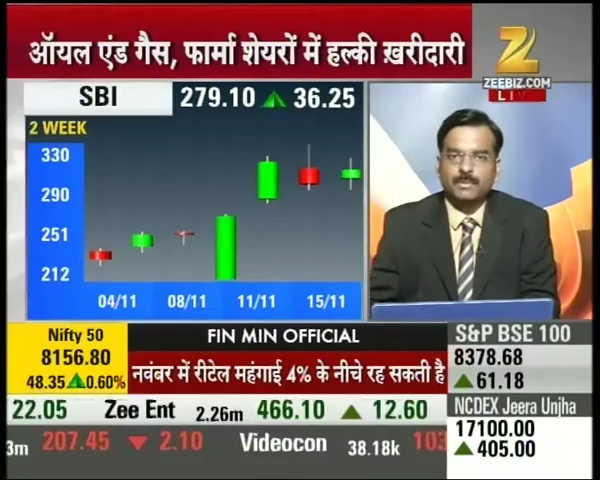 ऑयल एंड गैस, फार्मा शेयरों में हल्की ख़रीदारी
Z
ZEEBIZ.COM
LIV
SBI
279.10 ▲ 36.25
2 WEEK
330
290
251
212
04/11 08/11 11/11 15/11
Nifty 50
8156.80
48.35 ▲ 0.60%
FIN MIN OFFICIAL
नवंबर में रीटेल महंगाई 4% के नीचे रह सकती है
S&P BSE 100
8378.68
▲ 61.18
NCDEX Jeera Unjha
17100.00
▲ 405.00
22.05 Zee Ent 2.26m 466.10 ▲ 12.60
3m 207.45 ▼ 2.10 Videocon 38.18k 103